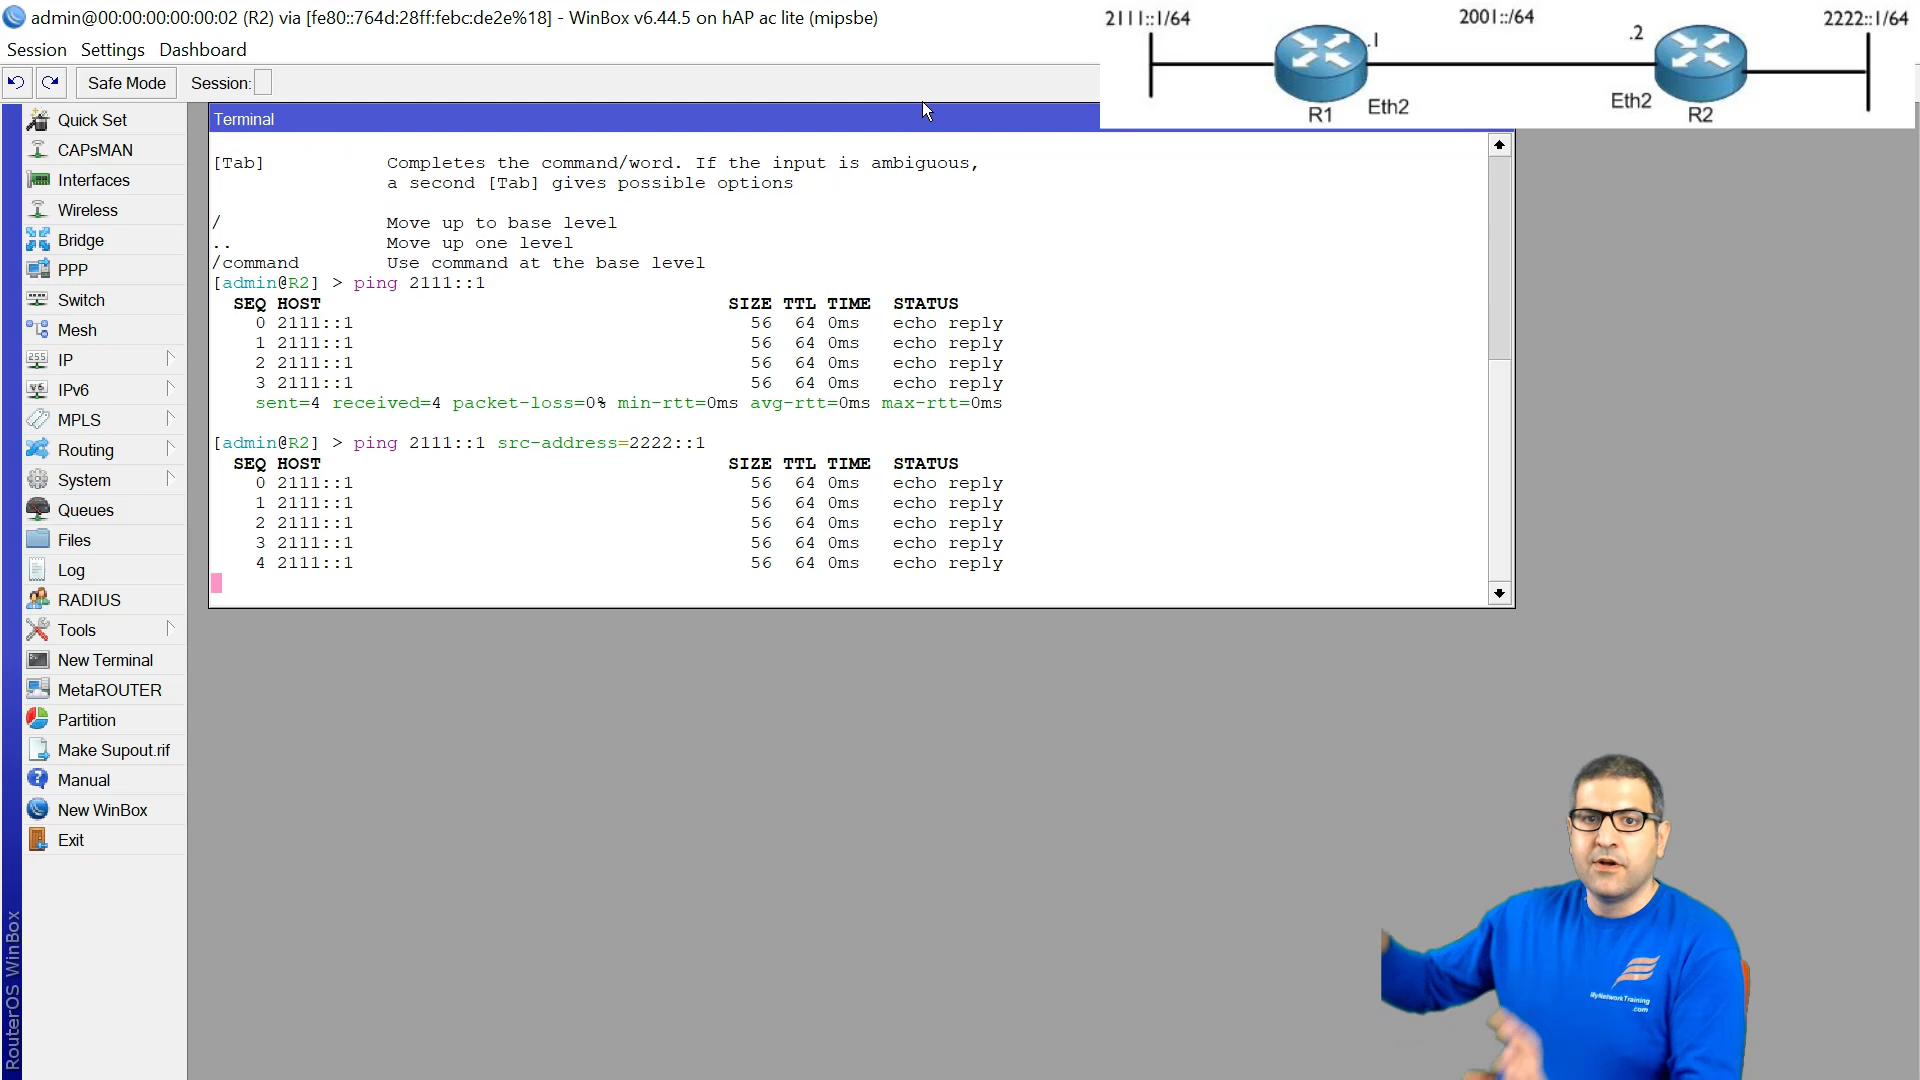 admin@00:00:00:00:00:02 (R2) via [fe80::764d:28ff:febc:de2e%18] - WinBox v6.44.5 on hAP ac lite (mipsbe)
Session Settings Dashboard
Safe Mode Session:
2111::1/64 2001::/64 2222::1/64
.1 .2
R1 Eth2 Eth2 R2
Quick Set
CAPsMAN
Interfaces
Wireless
Bridge
PPP
Switch
Mesh
IP
IPv6
MPLS
Routing
System
Queues
Files
Log
RADIUS
Tools
New Terminal
MetaROUTER
Partition
Make Supout.rif
Manual
New WinBox
Exit
RouterOS WinBox
Terminal
[Tab] Completes the command/word. If the input is ambiguous,
a second [Tab] gives possible options
/ Move up to base level
.. Move up one level
/command Use command at the base level
[admin@R2] > ping 2111::1
SEQ HOST SIZE TTL TIME STATUS
0 2111::1 56 64 0ms echo reply
1 2111::1 56 64 0ms echo reply
2 2111::1 56 64 0ms echo reply
3 2111::1 56 64 0ms echo reply
sent=4 received=4 packet-loss=0% min-rtt=0ms avg-rtt=0ms max-rtt=0ms
[admin@R2] > ping 2111::1 src-address=2222::1
SEQ HOST SIZE TTL TIME STATUS
0 2111::1 56 64 0ms echo reply
1 2111::1 56 64 0ms echo reply
2 2111::1 56 64 0ms echo reply
3 2111::1 56 64 0ms echo reply
4 2111::1 56 64 0ms echo reply
MyNetworkTraining
.com